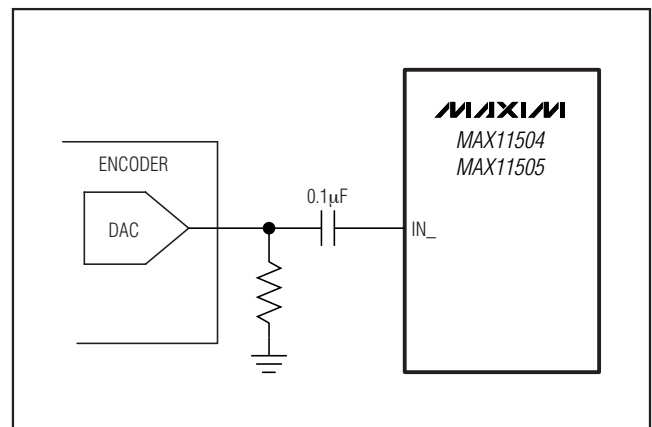 ENCODER
DAC
0.1μF
MAXIM
MAX11504
MAX11505
IN_